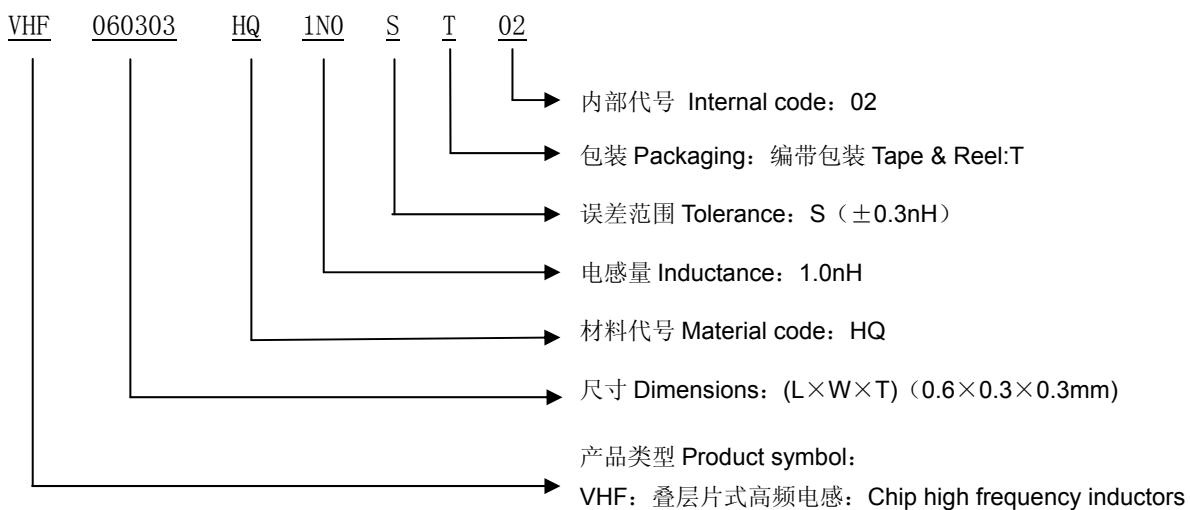 VHF 060303 HQ 1N0 S T 02
内部代号 Internal code：02
包装 Packaging：编带包装 Tape & Reel:T
误差范围 Tolerance：S（±0.3nH）
电感量 Inductance：1.0nH
材料代号 Material code：HQ
尺寸 Dimensions：(L×W×T)（0.6×0.3×0.3mm)
产品类型 Product symbol：
VHF：叠层片式高频电感：Chip high frequency inductors